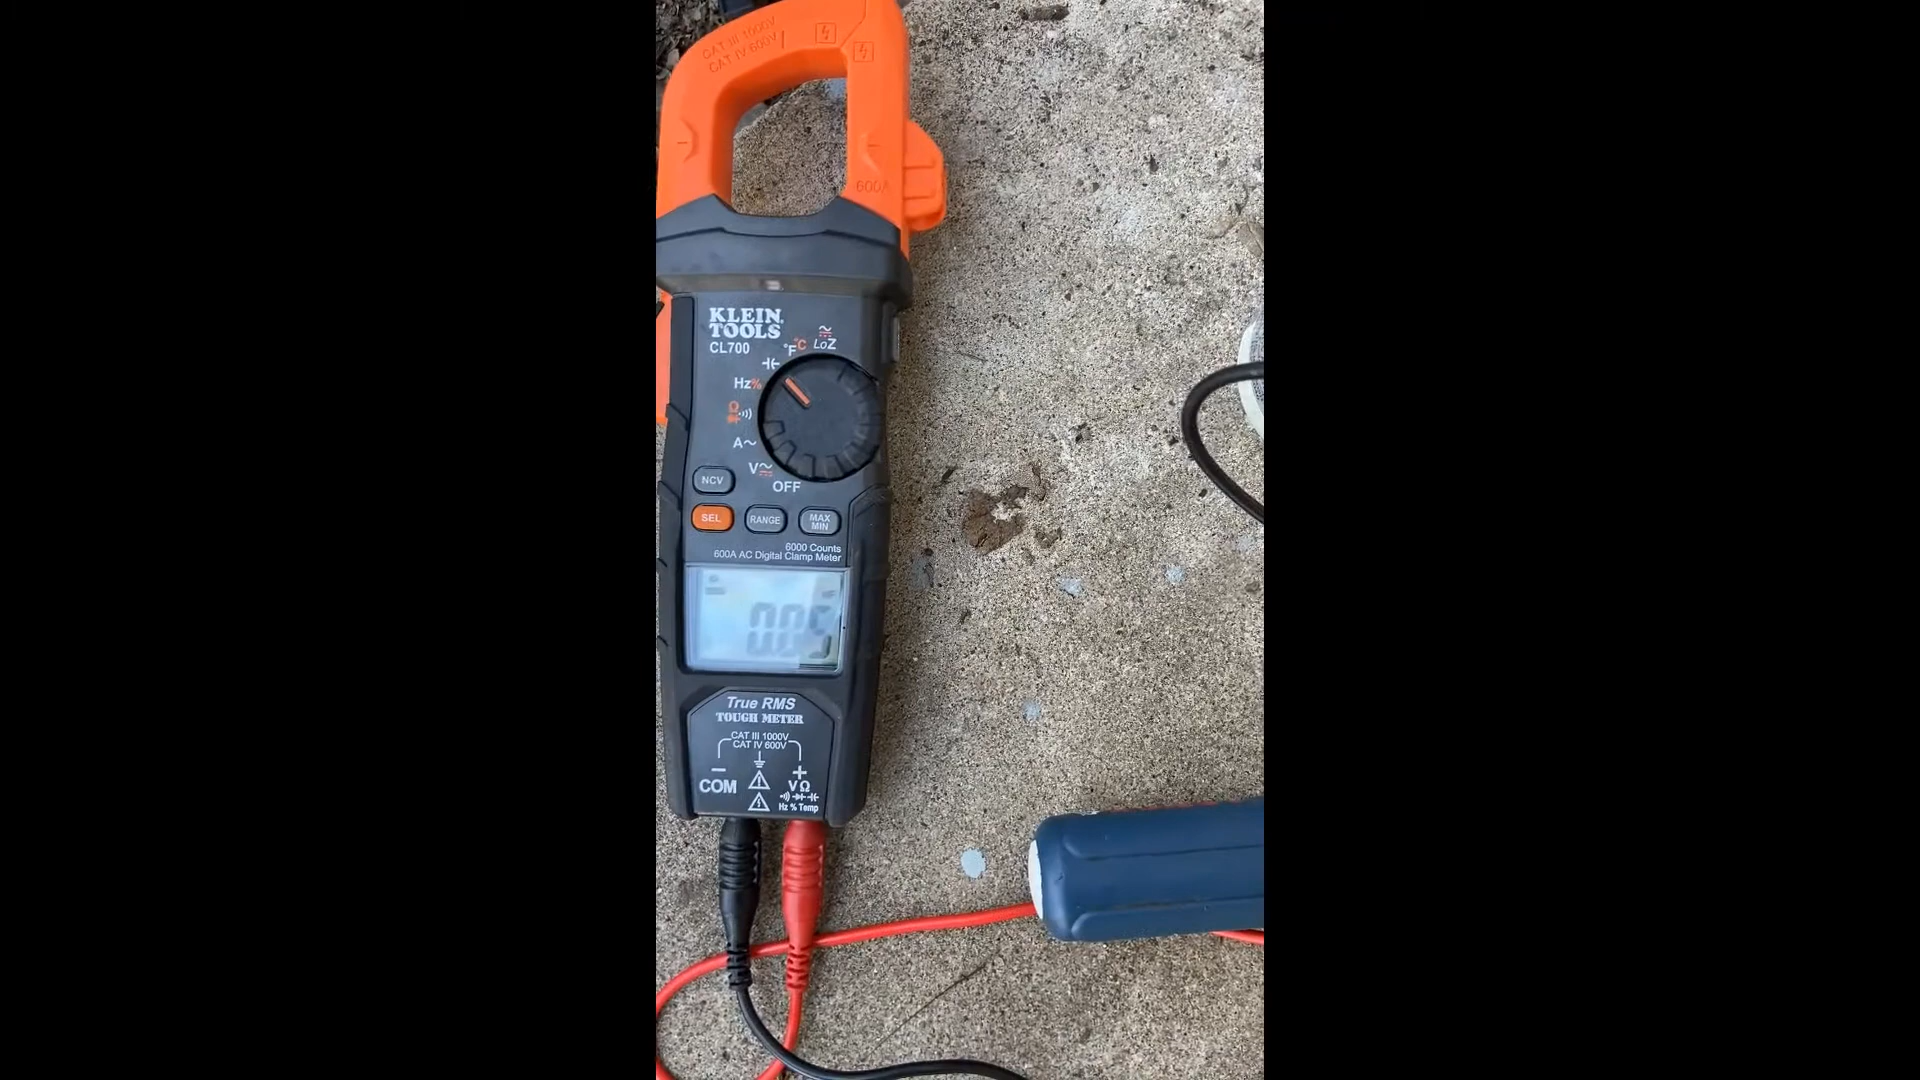 CAT III 1000V
CAT IV 600V
600A
KLEIN
TOOLS
CL700
°F°C LoZ
Hz%
Ω
A~
V
OFF
NCV
SEL RANGE MAX
MIN
6000 Counts
600A AC Digital Clamp Meter
0.05
True RMS
TOUGH METER
CAT III 1000V
CAT IV 600V
− +
COM VΩ
Hz % Temp